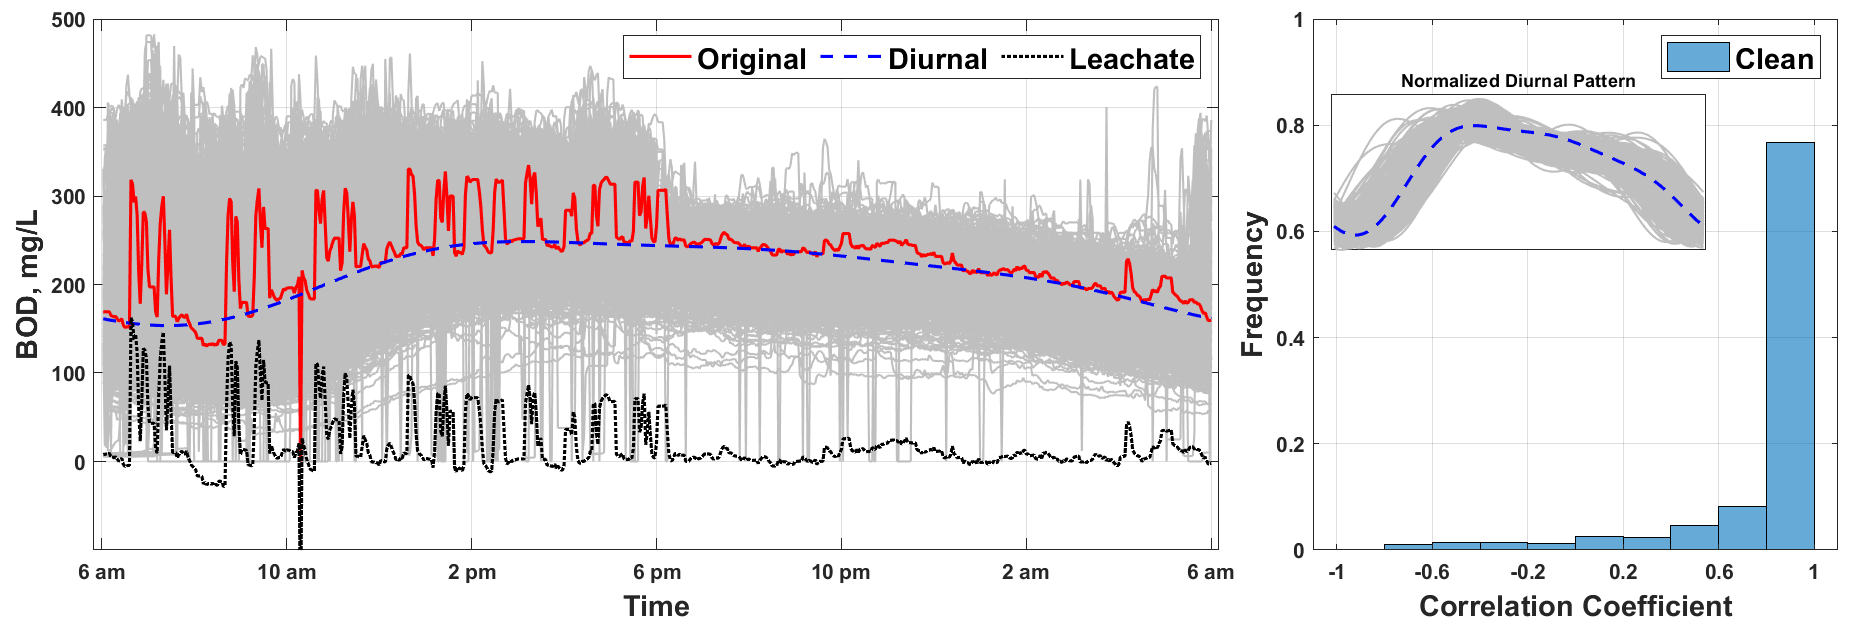 500
400
300
200
100
0
BOD, mg/L
Original
Diurnal
Leachate
6 am
10 am
2 pm
6 pm
10 pm
2 am
6 am
Time
1
0.8
0.6
0.4
0.2
0
Frequency
Clean
Normalized Diurnal Pattern
-1
-0.6
-0.2
0.2
0.6
1
Correlation Coefficient